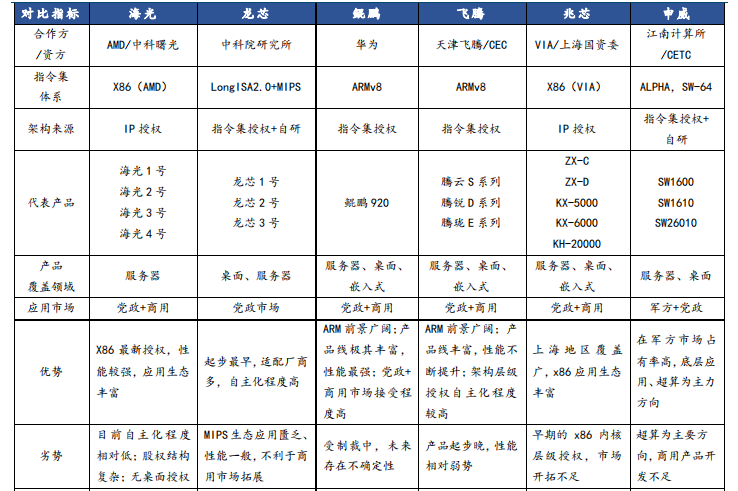 对比指标 海光 龙芯 鲲鹏 飞腾 兆芯 申威
合作方 AMD/中科曙光 中科院研究所 华为 天津飞腾/CEC VIA/上海国资委 江南计算所
/资方 /CETC
指令集 X86（AMD） LongISA2.0+MIPS ARMv8 ARMv8 X86（VIA） ALPHA, SW-64
体系
架构来源 IP 授权 指令集授权+自研 指令集授权 指令集授权 IP 授权 指令集授权+
自研
代表产品
海光 1 号
海光 2 号
海光 3 号
海光 4 号
龙芯 1 号
龙芯 2 号
龙芯 3 号
鲲鹏 920
腾云 S 系列
腾锐 D 系列
腾珑 E 系列
ZX-C
ZX-D
KX-5000
KX-6000
KH-20000
SW1600
SW1610
SW26010
产品
覆盖领域
服务器
桌面、服务器
服务器、桌面、
嵌入式
服务器、桌面、
嵌入式
服务器、桌面、
嵌入式
服务器、桌面
应用市场 党政+商用 党政市场 党政+商用 党政+商用 党政+商用 军方+党政
优势
X86 最新授权，性
能较强，应用生态
丰富
起步最早，适配厂商
多，自主化程度高
ARM 前景广阔；产
品线极其丰富，
性能最强；党政+
商用市场接受程
度高
ARM 前景广阔；产
品线丰富，性能不
断提升；架构层级
授权自主化程度
较高
上海地区覆盖
广，x86 应用生态
丰富
在军方市场占
有率高，底层应
用、超算为主力
方向
劣势
目前自主化程度
相对低；股权结构
复杂；无桌面授权
MIPS 生态应用匮乏、
性能一般，不利于商
用市场拓展
受制裁中，未来
存在不确定性
产品起步晚，性能
相对弱势
早期的 x86 内核
层级授权，市场
开拓不足
超算为主要方
向，商用产品开
发不足